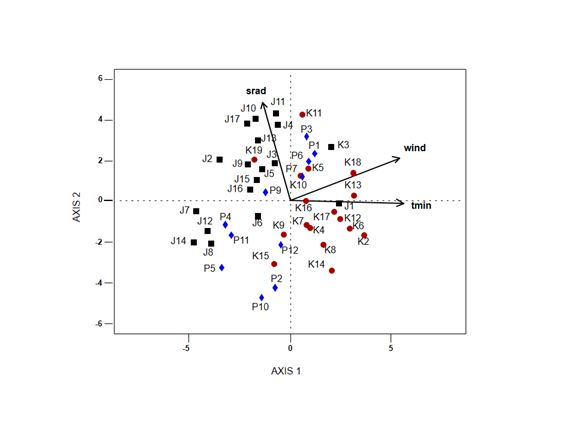 6
4
2
0
-2
-4
-6
AXIS 2
srad
J11
J10
J17
J4
K11
P3
J13
P1
K3
wind
K19
J3
P6
J2
J9
J5
P7
K5
K18
J15
K10
J16
P9
K13
K16
J1
tmin
J7
P4
J6
K17
K12
J12
K9
K7
K4
K6
P11
K2
J14
J8
P12
K8
P5
K15
K14
P2
P10
-5
0
5
AXIS 1